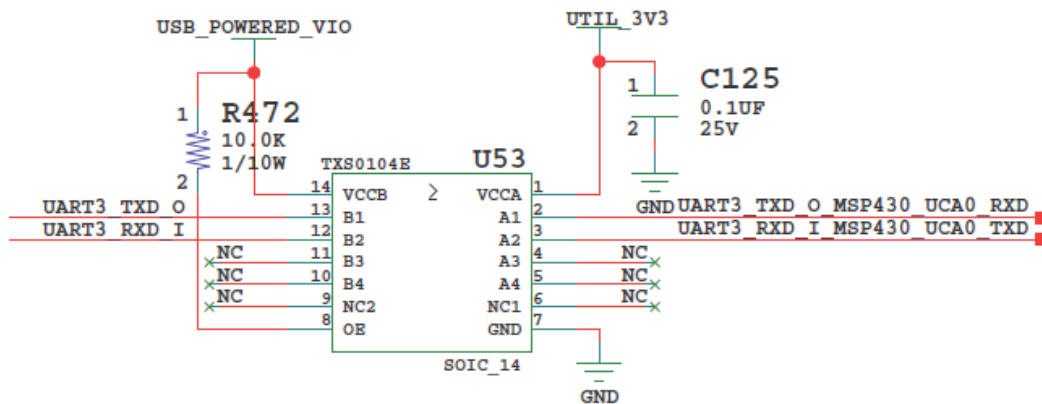 USB_POWERED_VIO
UTIL_3V3
1
R472
10.0K
1/10W
2
1
C125
0.1UF
25V
2
GND
TXS0104E
U53
14 VCCB 2 VCCA 1
UART3_TXD_O 13 B1 A1 2 UART3_TXD_O_MSP430_UCA0_RXD
UART3_RXD_I 12 B2 A2 3 UART3_RXD_I_MSP430_UCA0_TXD
NC 11 B3 A3 4 NC
NC 10 B4 A4 5 NC
NC 9 NC2 NC1 6 NC
8 OE GND 7
SOIC_14
GND